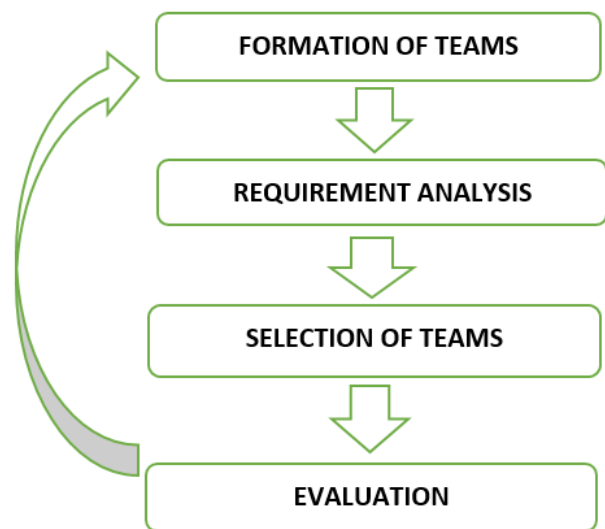 FORMATION OF TEAMS
REQUIREMENT ANALYSIS
SELECTION OF TEAMS
EVALUATION